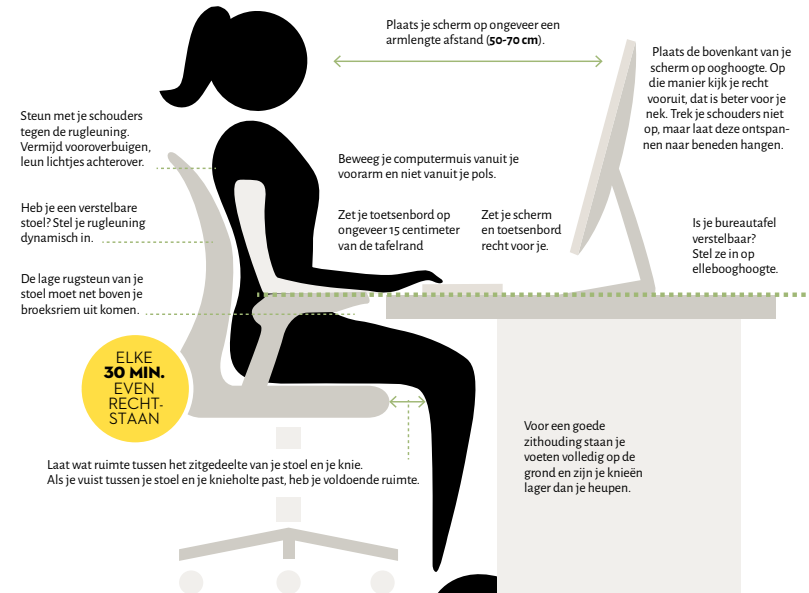 Plaats je scherm op ongeveer een
armlengte afstand (50-70 cm).
Plaats de bovenkant van je
scherm op ooghoogte. Op
die manier kijk je recht
vooruit, dat is beter voor je
nek. Trek je schouders niet
op, maar laat deze ontspan-
nen naar beneden hangen.
Steun met je schouders
tegen de rugleuning.
Vermijd vooroverbuigen,
leun lichtjes achterover.
Beweeg je computermuis vanuit je
voorarm en niet vanuit je pols.
Heb je een verstelbare
stoel? Stel je rugleuning
dynamisch in.
Zet je toetsenbord op
ongeveer 15 centimeter
van de tafelrand
Zet je scherm
en toetsenbord
recht voor je.
Is je bureautafel
verstelbaar?
Stel ze in op
ellebooghoogte.
De lage rugsteun van je
stoel moet net boven je
broeksriem uit komen.
ELKE
30 MIN.
EVEN
RECHT-
STAAN
Voor een goede
zithouding staan je
voeten volledig op de
grond en zijn je knieën
lager dan je heupen.
Laat wat ruimte tussen het zitgedeelte van je stoel en je knie.
Als je vuist tussen je stoel en je knieholte past, heb je voldoende ruimte.